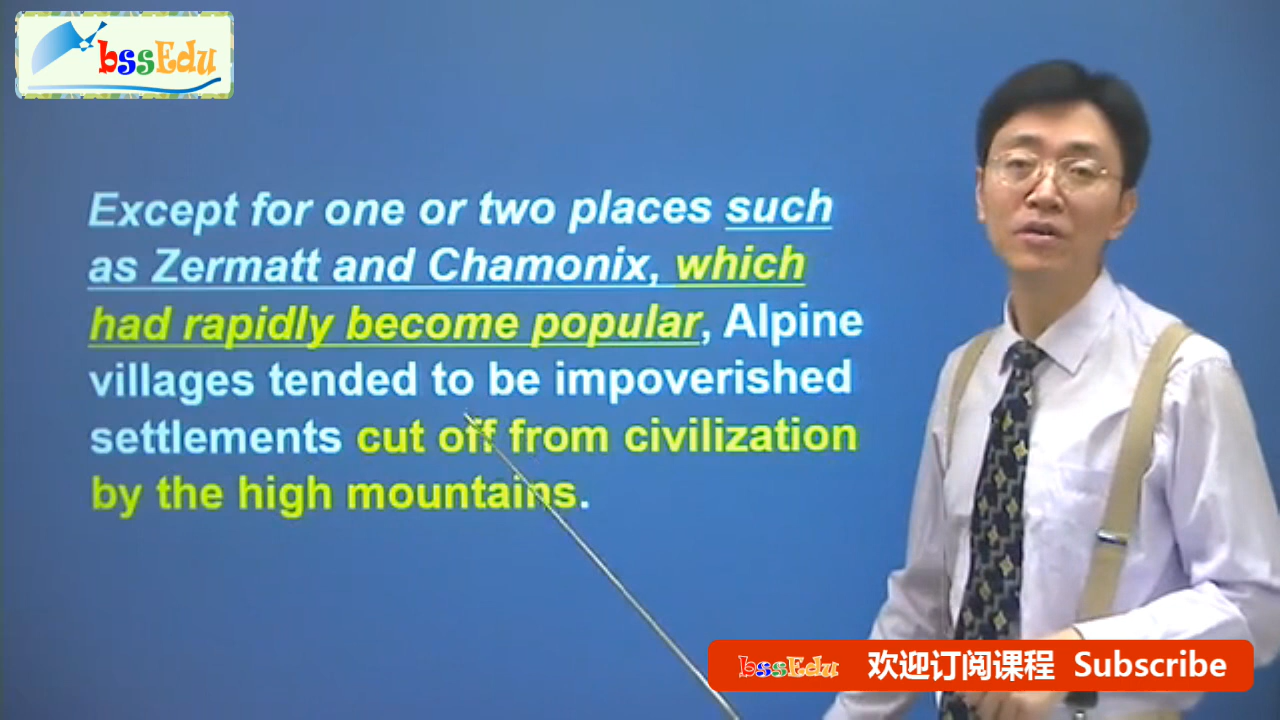 bssEdu
Except for one or two places such
as Zermatt and Chamonix, which
had rapidly become popular, Alpine
villages tended to be impoverished
settlements cut off from civilization
by the high mountains.
bssEdu 欢迎订阅课程 Subscribe